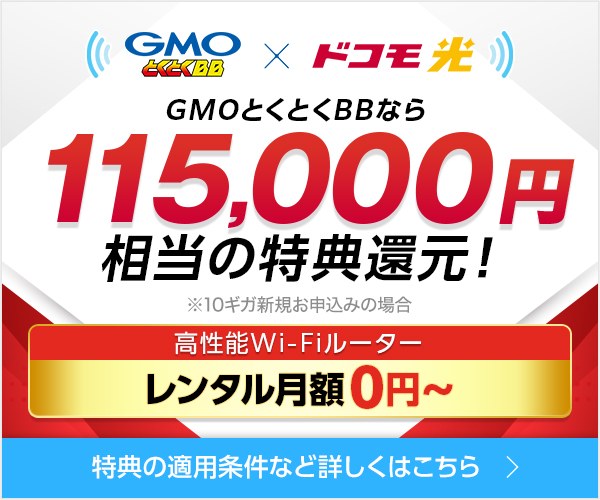 GMO とくとくBB × ドコモ光
GMOとくとくBBなら
115,000円
相当の特典還元!
※10ギガ新規お申込みの場合
高性能Wi-Fiルーター
レンタル月額0円～
特典の適用条件など詳しくはこちら >